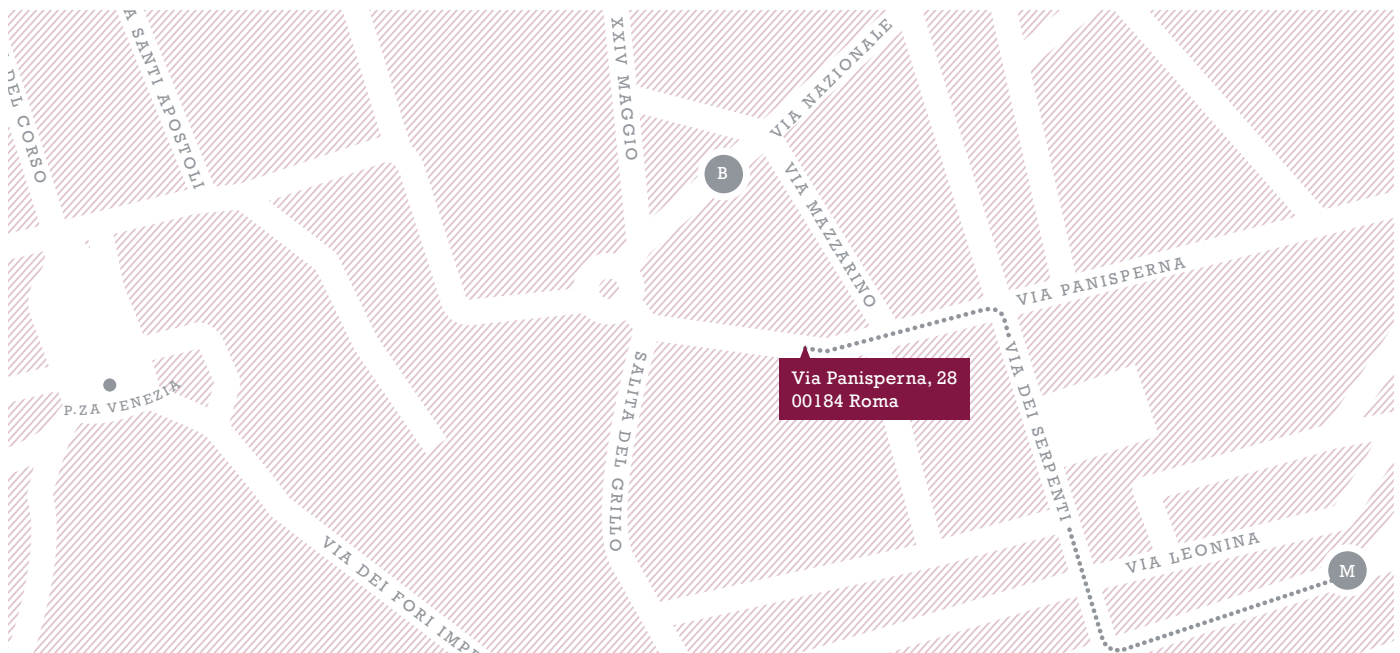 DEL CORSO
A SANTI APOSTOLI
XXIV MAGGIO
VIA NAZIONALE
B
VIA MAZZARINO
VIA PANISPERNA
P.ZA VENEZIA
SALITA DEL GRILLO
Via Panisperna, 28
00184 Roma
VIA DEI SERPENTI
VIA DEI FORI IMPE
VIA LEONINA
M